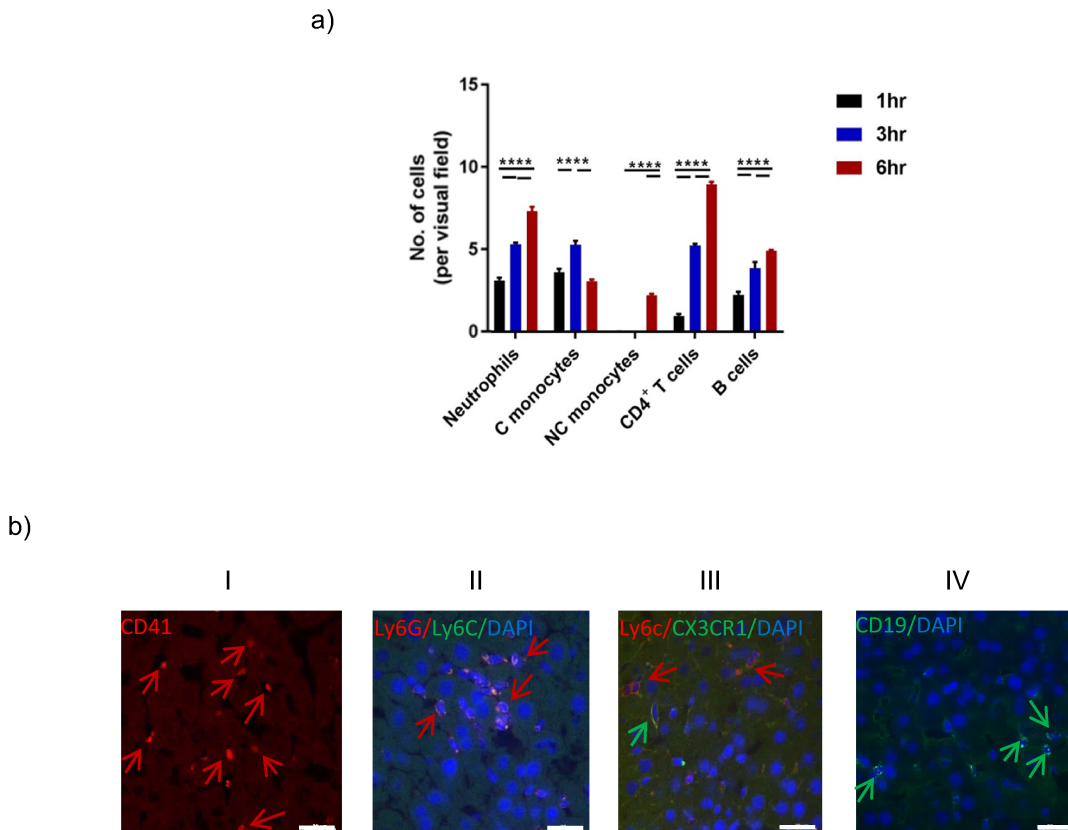 a)
15
10
5
0
No. of cells
(per visual field)
1hr
3hr
6hr
**** **** **** **** ****
Neutrophils
C monocytes
NC monocytes
CD4⁺ T cells
B cells
b)
I
II
III
IV
CD41
Ly6G/Ly6C/DAPI
Ly6c/CX3CR1/DAPI
CD19/DAPI